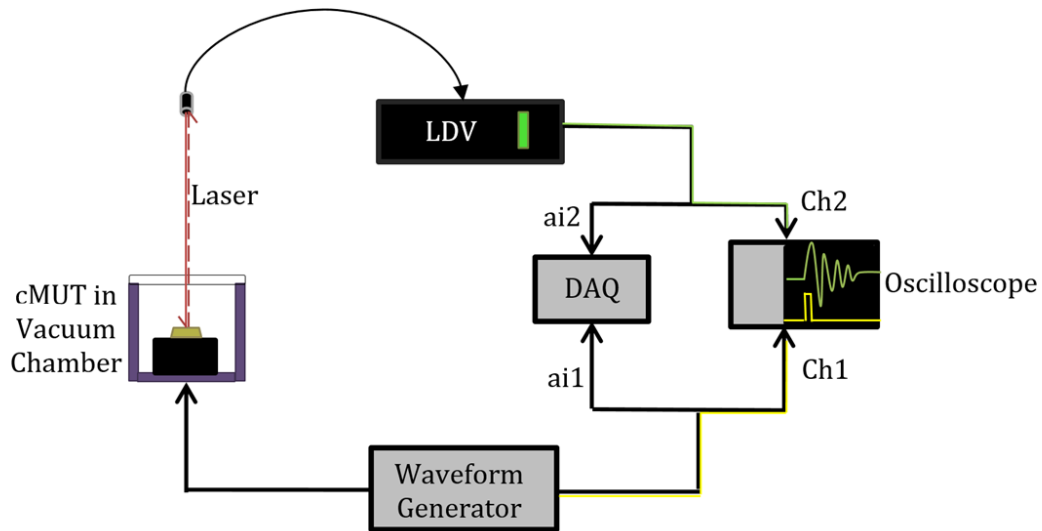 LDV
Laser
Ch2
ai2
cMUT in
Vacuum
Chamber
DAQ
Oscilloscope
ai1
Ch1
Waveform
Generator